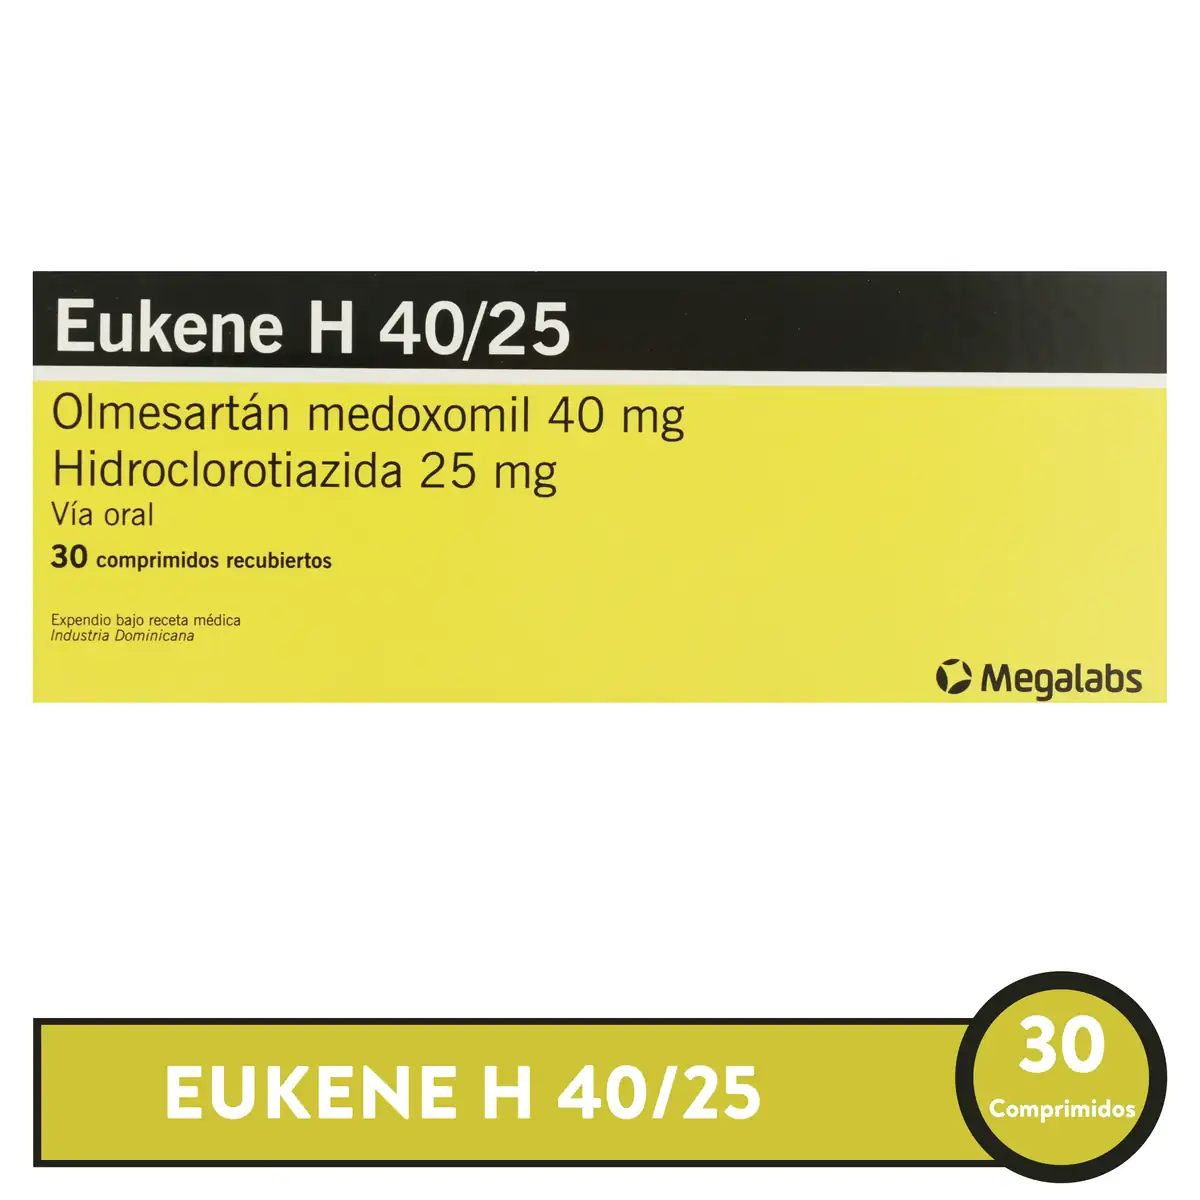 Eukene H 40/25
Olmesartán medoxomil 40 mg
Hidroclorotiazida 25 mg
Vía oral
30 comprimidos recubiertos
Expendio bajo receta médica
Industria Dominicana
Megalabs
EUKENE H 40/25
30
Comprimidos